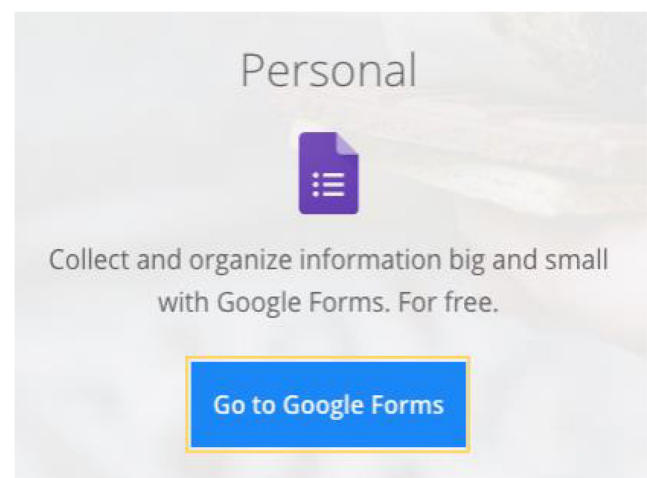 Personal
Collect and organize information big and small
with Google Forms. For free.
Go to Google Forms